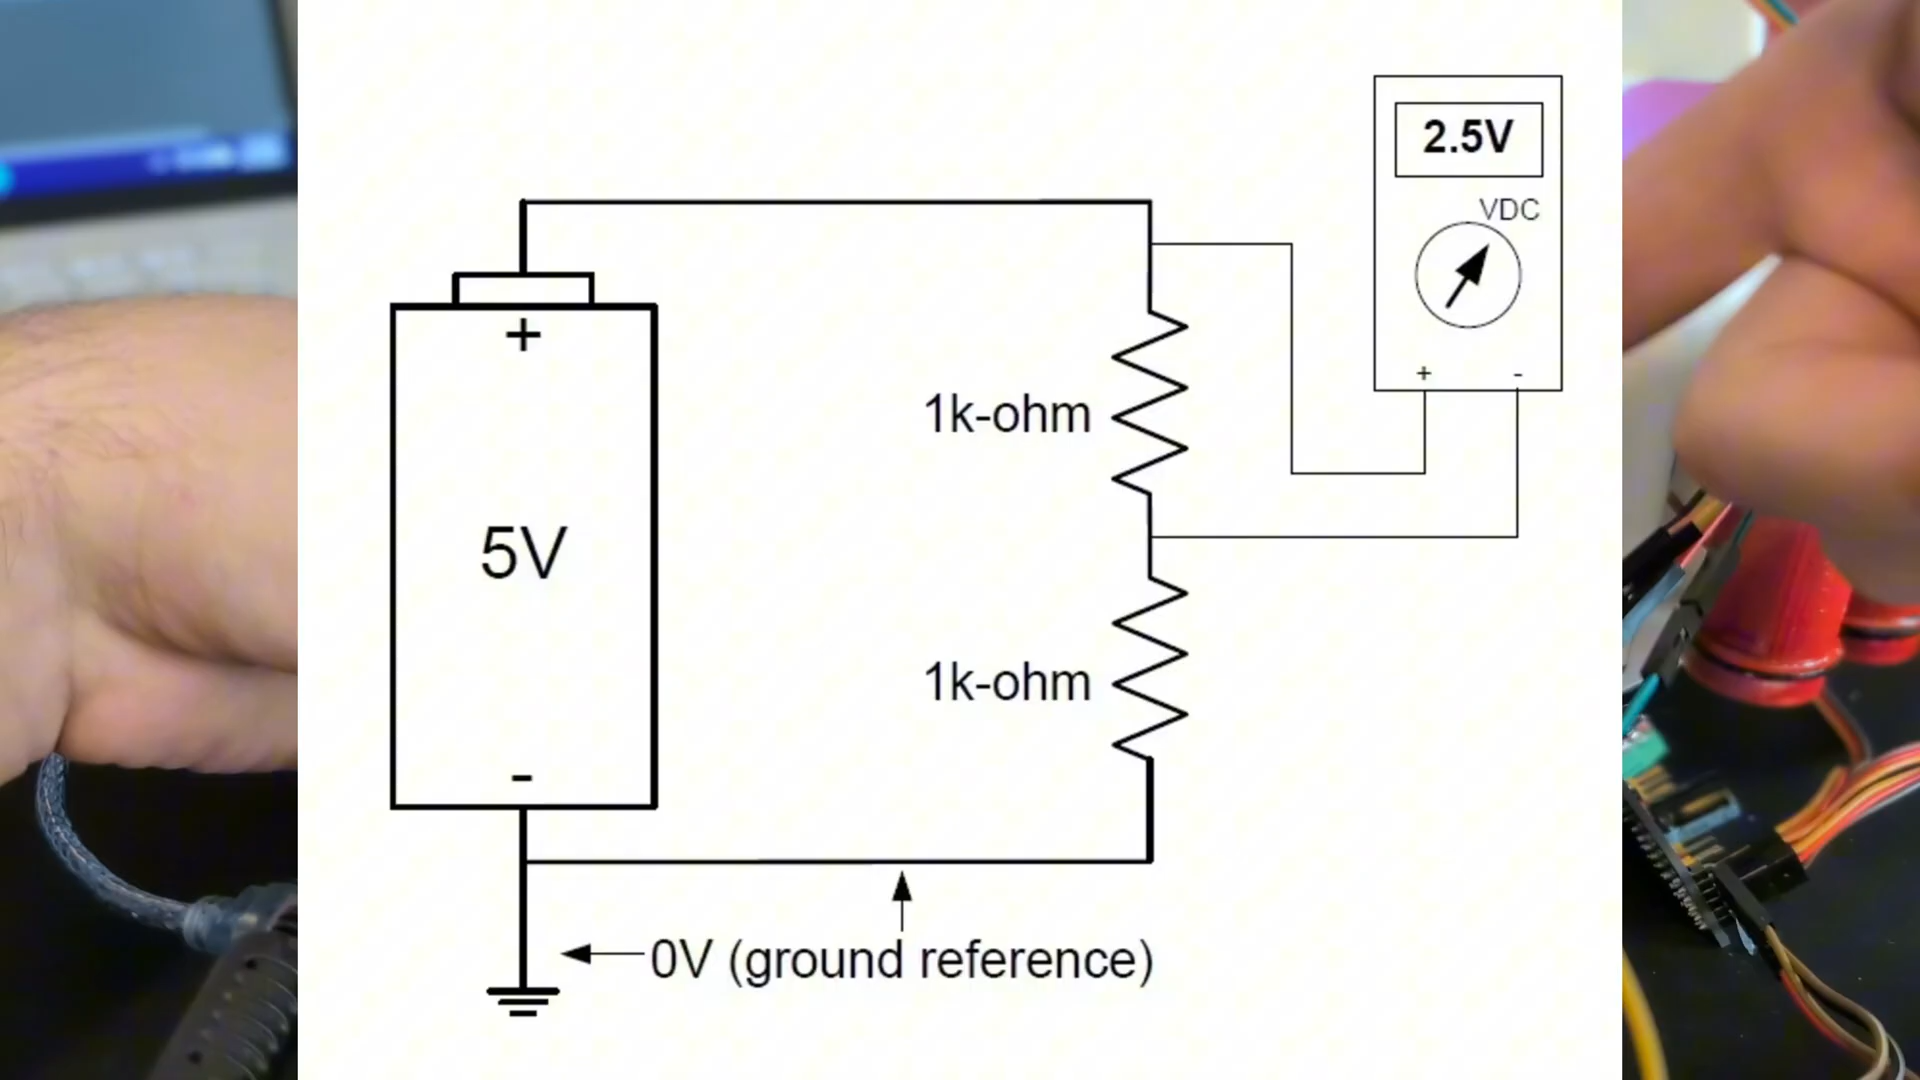 2.5V
VDC
+ -
+
5V
-
1k-ohm
1k-ohm
0V (ground reference)